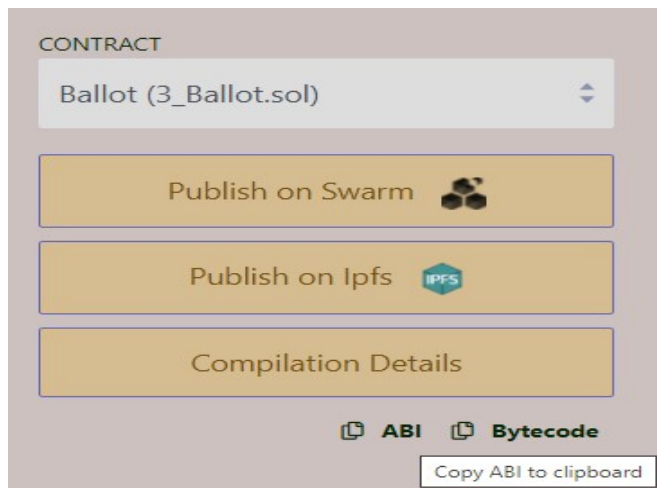 CONTRACT
Ballot (3_Ballot.sol)
Publish on Swarm
Publish on Ipfs IPFS
Compilation Details
ABI Bytecode
Copy ABI to clipboard